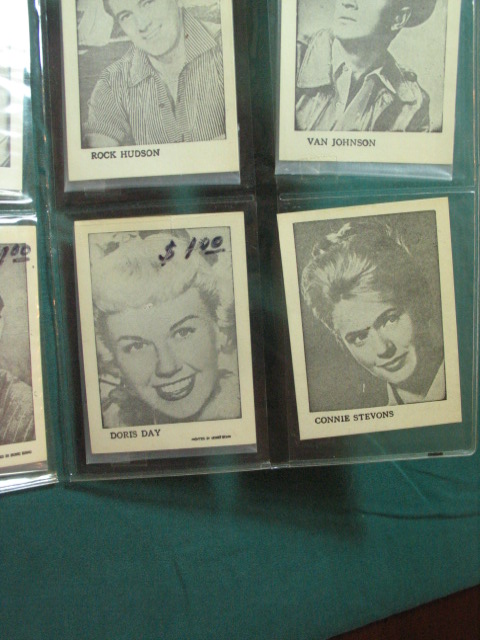 ROCK HUDSON
VAN JOHNSON
$1.00
DORIS DAY
CONNIE STEVONS